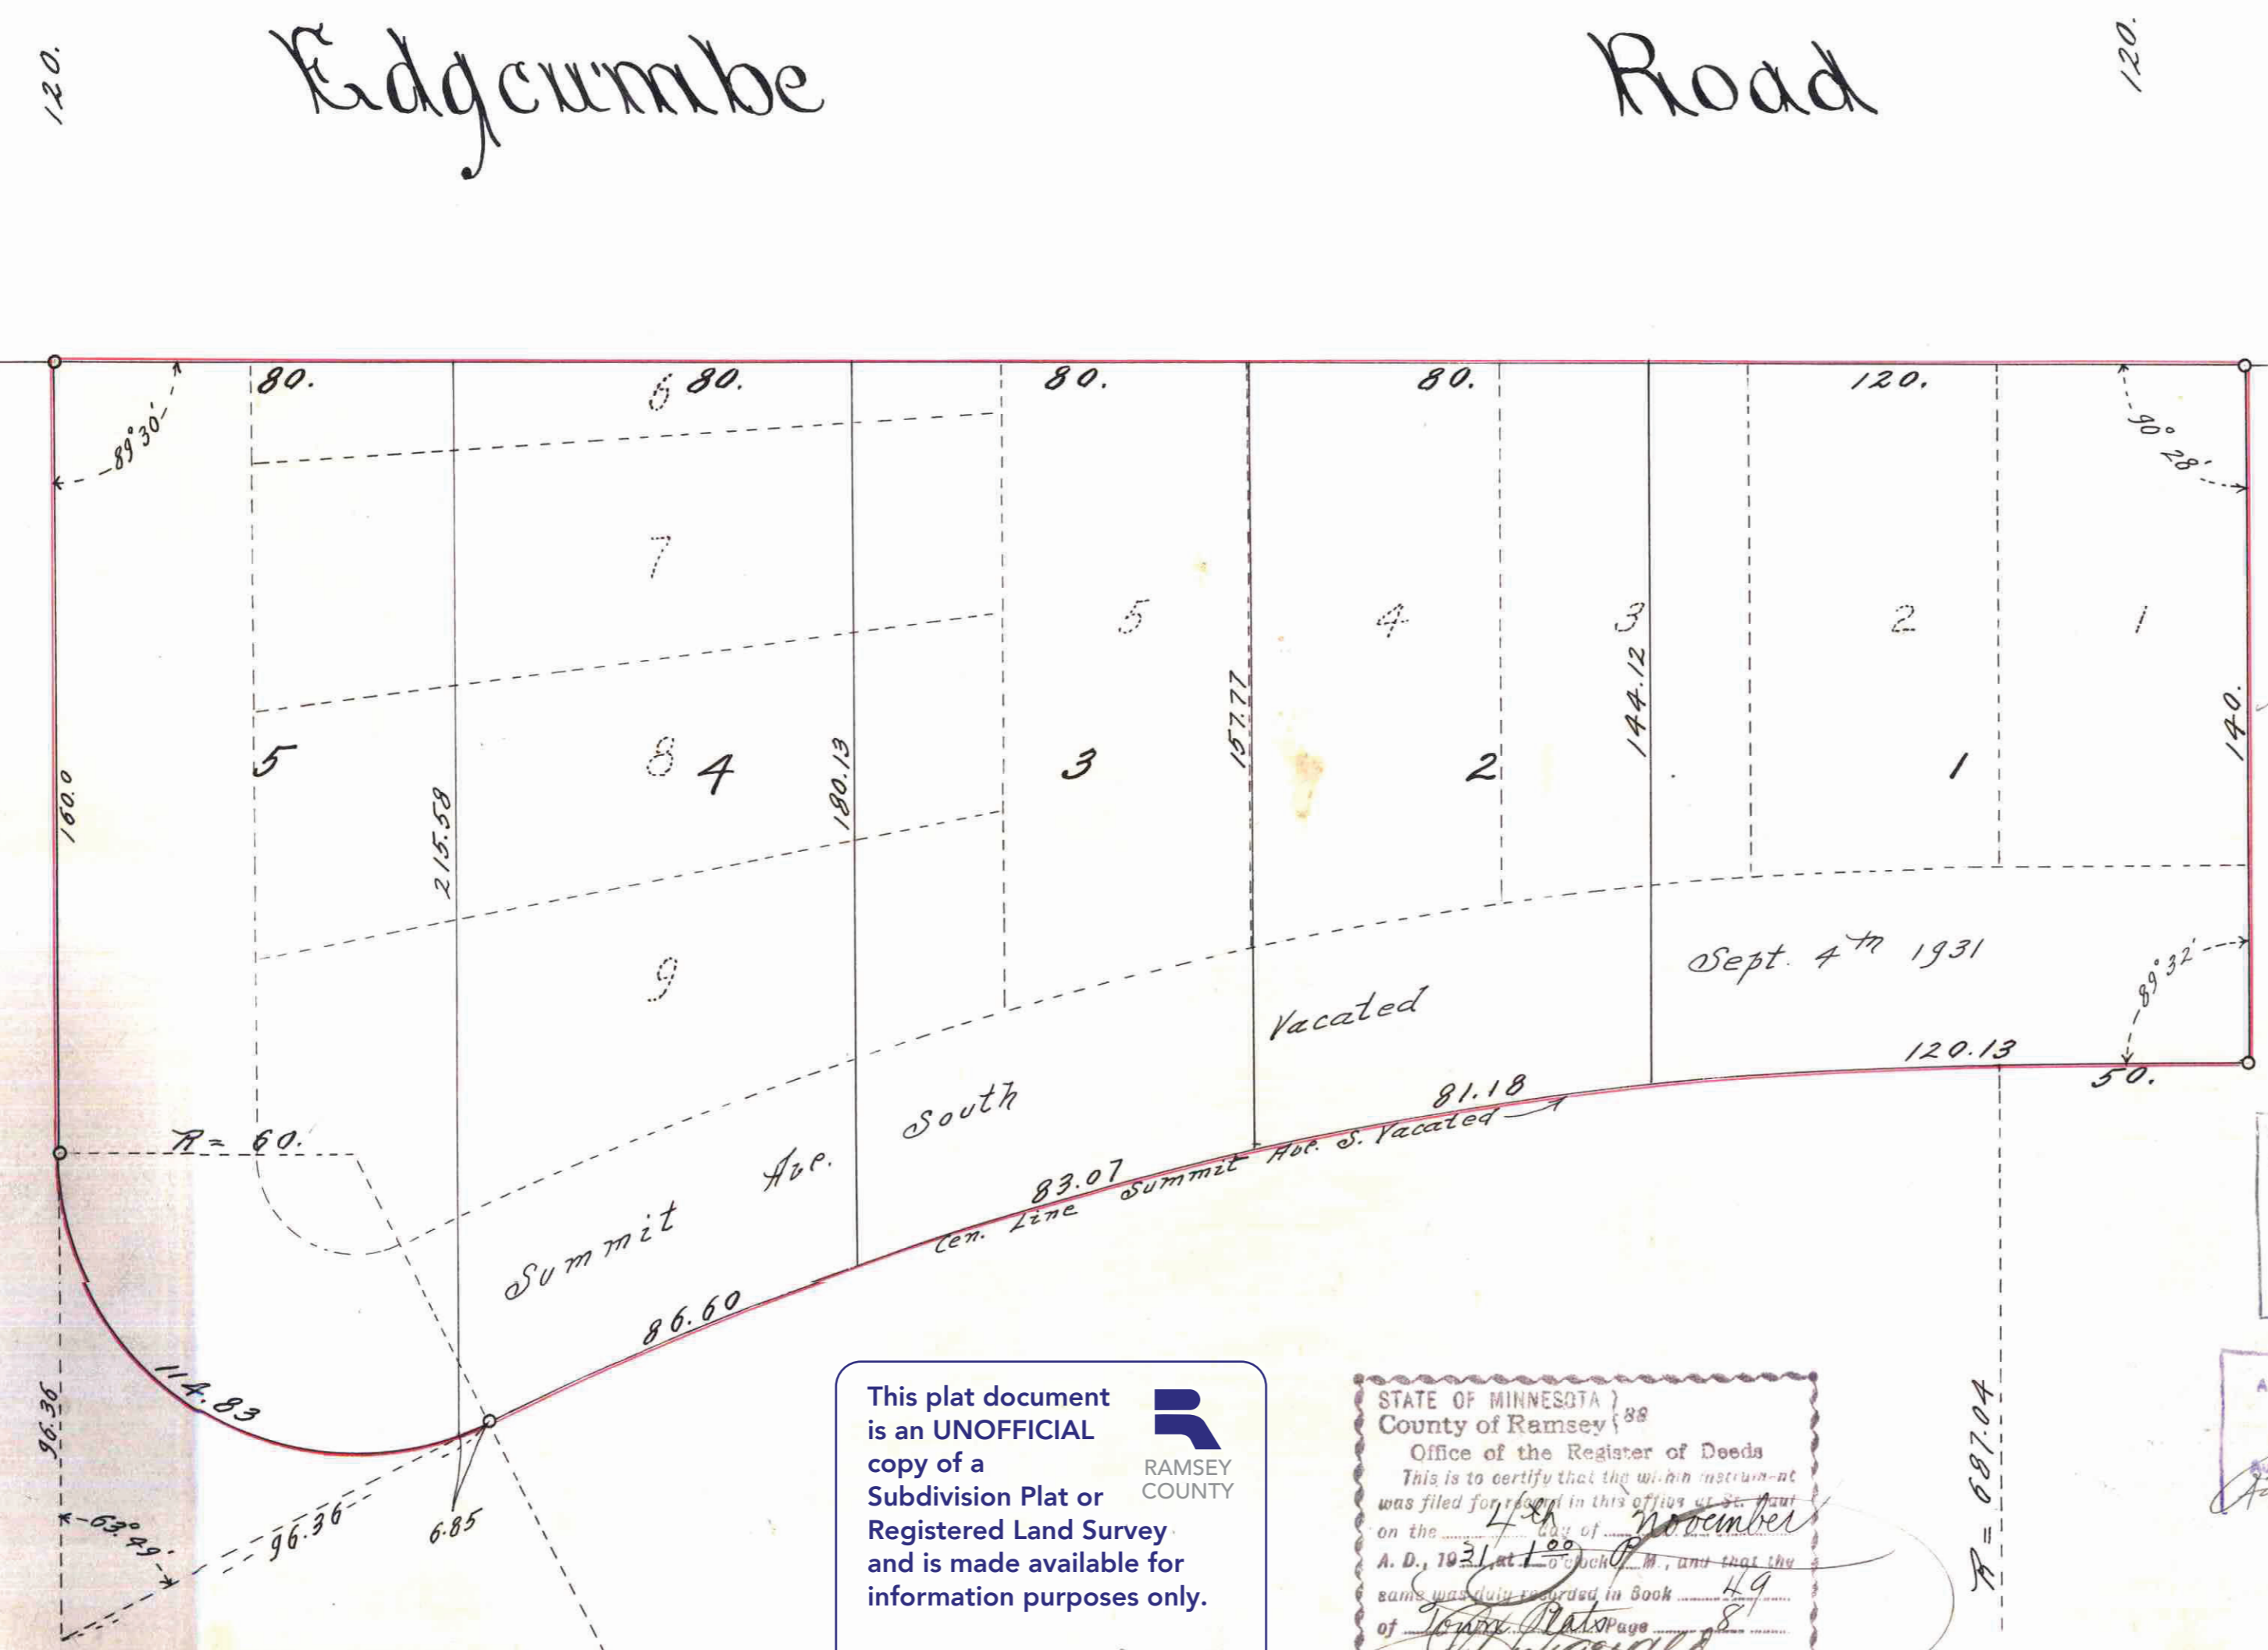 120.
Edgcumbe Road
120.
80.
6
80.
80.
80.
120.
89°30'
90° 28'
7
5
4
3
2
1
160.0
5
215.58
8
4
180.13
3
157.77
2
144.12
1
140.
9
Sept. 4th 1931
89°32'
Vacated
120.13
50.
South
81.18
R= 60.
Ave.
83.07
Cen. Line Summit Ave. S. Vacated
Summit
86.60
114.83
96.36
63°49'
96.36
6.85
R= 687.04
This plat document
is an UNOFFICIAL
copy of a
Subdivision Plat or
Registered Land Survey
and is made available for
information purposes only.
RAMSEY
COUNTY
STATE OF MINNESOTA }
County of Ramsey } ss
Office of the Register of Deeds
This is to certify that the within instrument
was filed for record in this office at St. Paul
on the 4th day of November
A. D., 1931, at 1 00 o'clock P. M., and that the
same was duly recorded in Book 49
of Town Plats Page 8